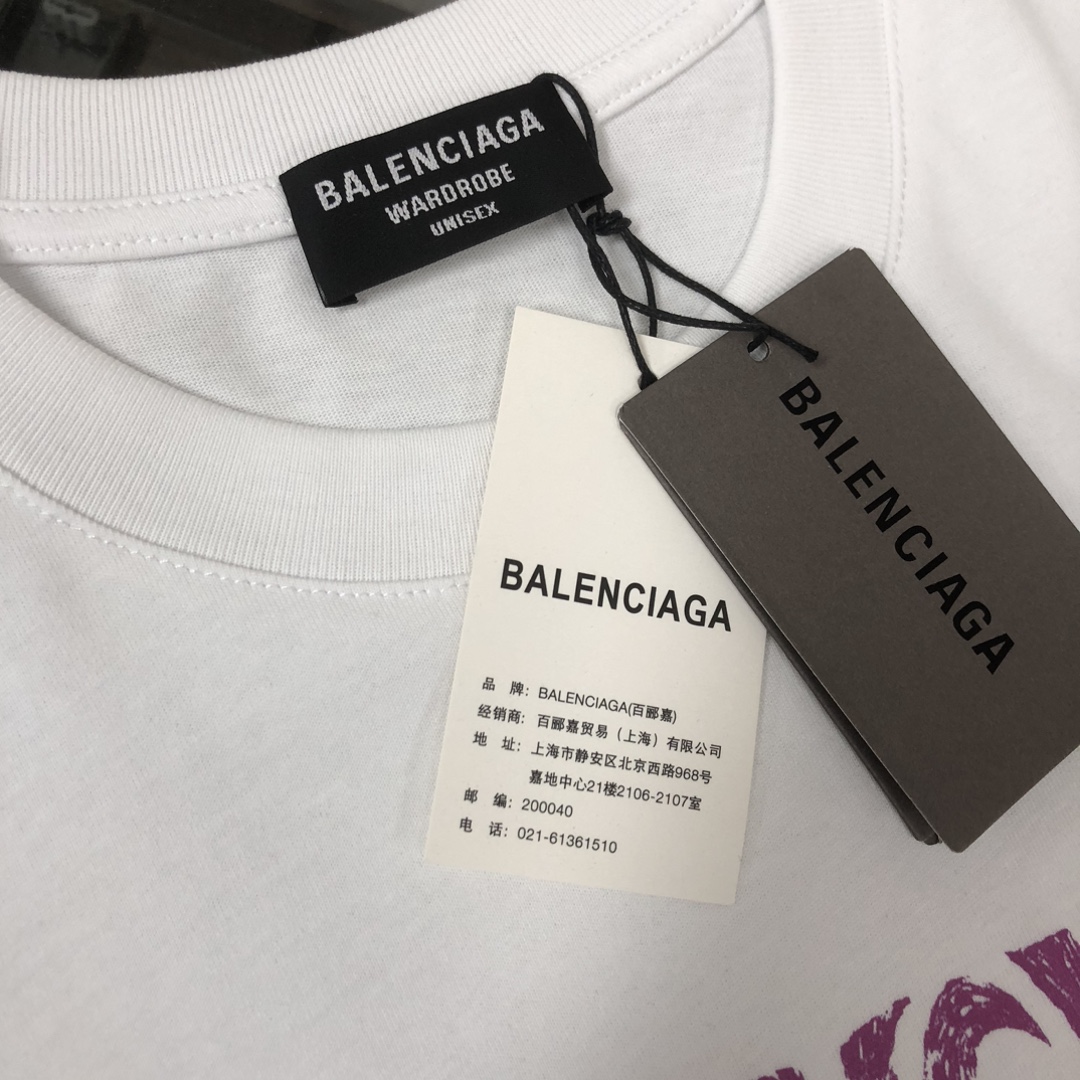 BALENCIAGA
WARDROBE
UNISEX
BALENCIAGA
BALENCIAGA
品 牌: BALENCIAGA(百郦嘉)
经销商: 百郦嘉贸易（上海）有限公司
地 址: 上海市静安区北京西路968号
嘉地中心21楼2106-2107室
邮 编: 200040
电 话: 021-61361510